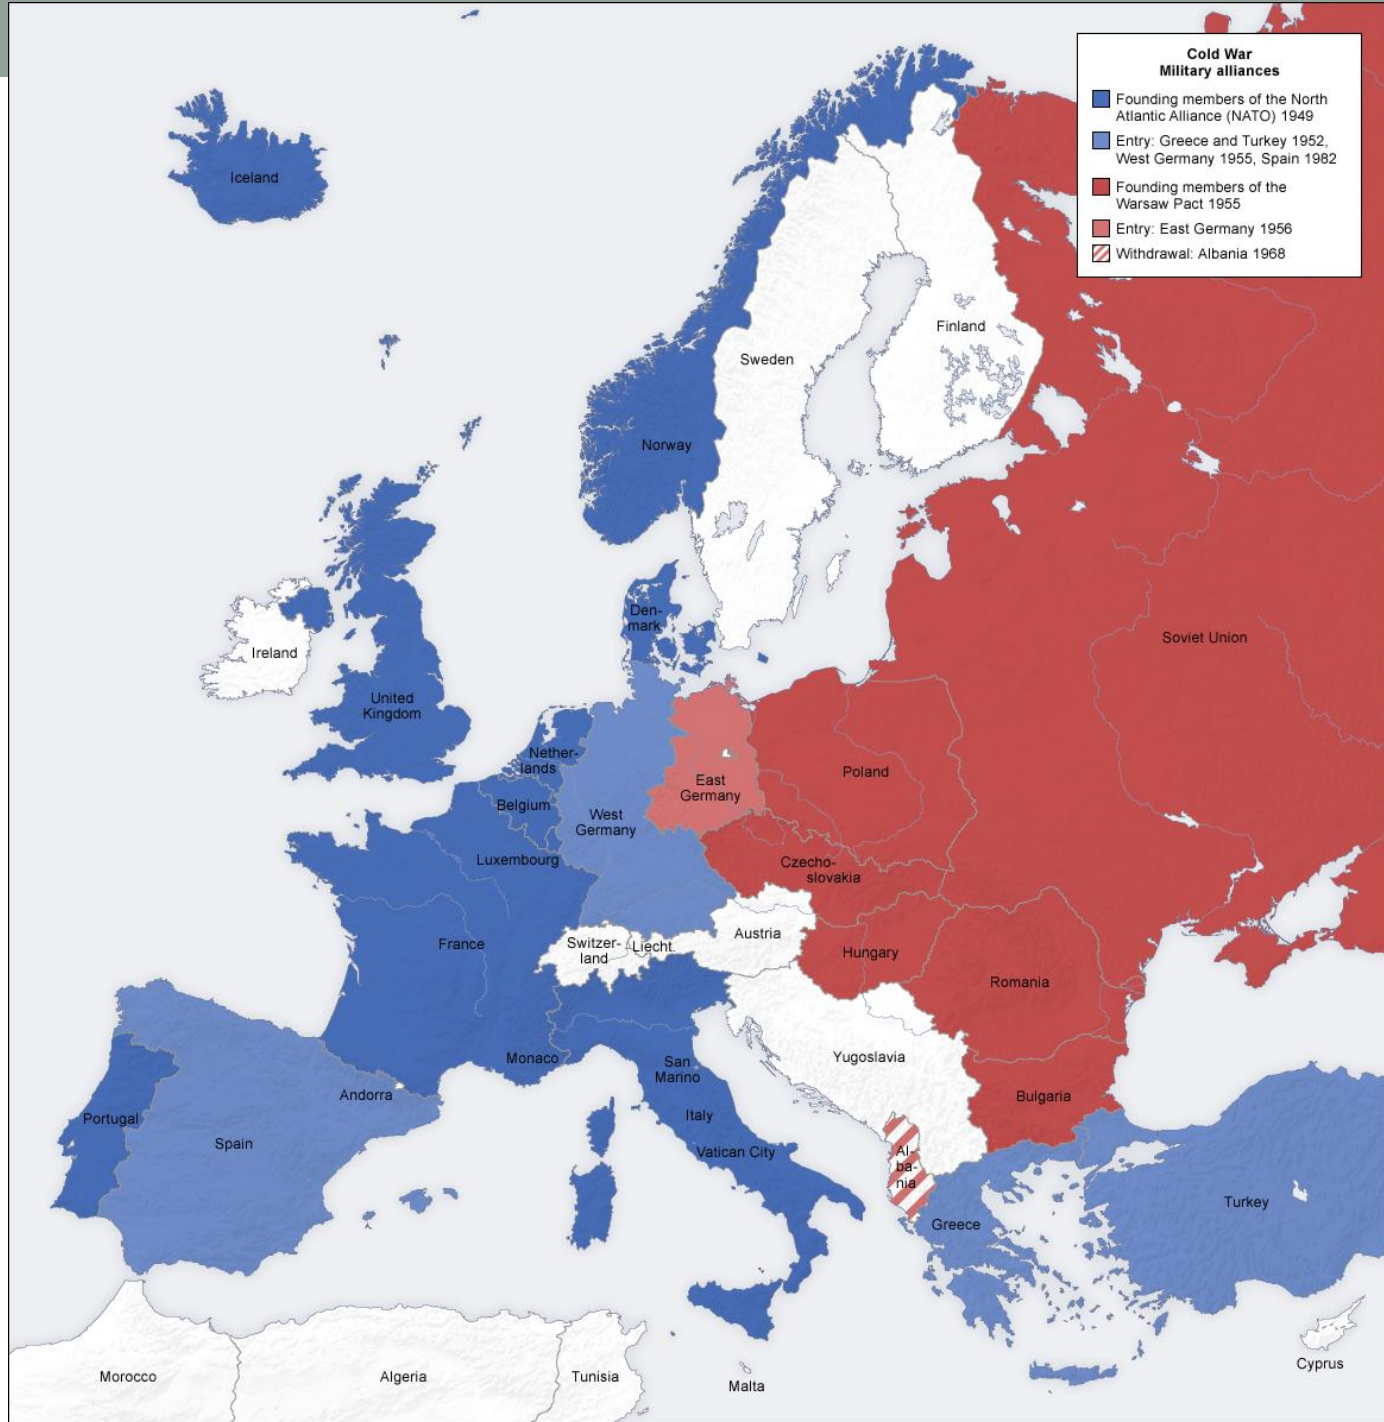 Cold War
Military alliances
Founding members of the North
Atlantic Alliance (NATO) 1949
Entry: Greece and Turkey 1952,
West Germany 1955, Spain 1982
Founding members of the
Warsaw Pact 1955
Entry: East Germany 1956
Withdrawal: Albania 1968
Iceland
Finland
Sweden
Norway
Den-
mark
Soviet Union
Ireland
United
Kingdom
Nether-
lands
Poland
East
Germany
Belgium
West
Germany
Luxembourg
Czecho-
slovakia
Austria
France
Switzer-
land
Liecht.
Hungary
Romania
Monaco
Yugoslavia
San
Marino
Andorra
Bulgaria
Portugal
Italy
Spain
Vatican City
Al-
ba-
nia
Greece
Turkey
Morocco
Algeria
Tunisia
Malta
Cyprus